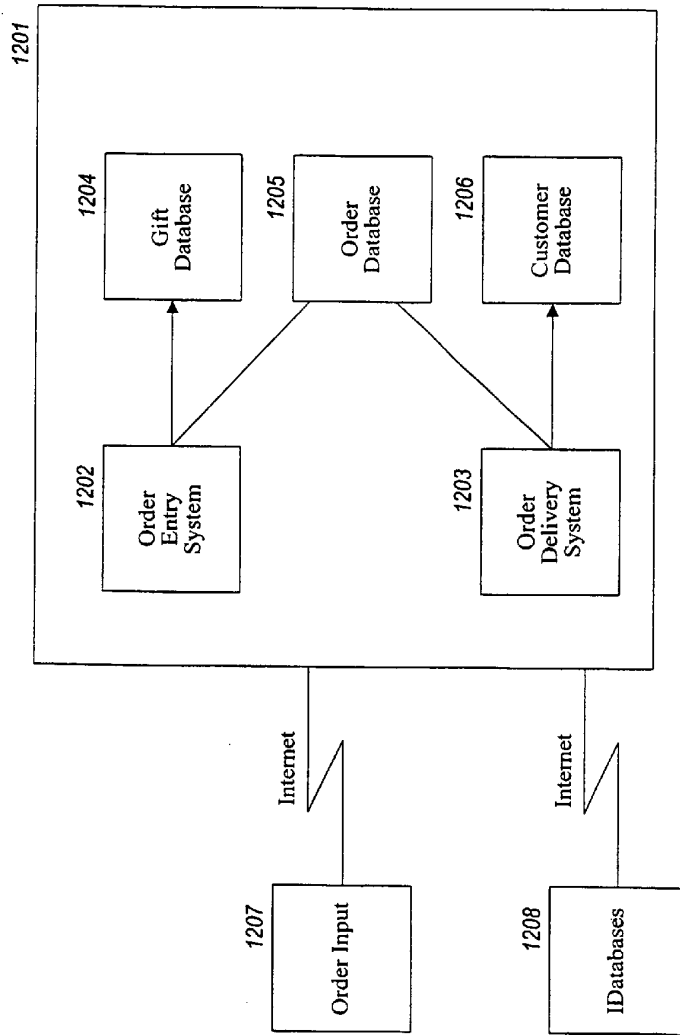 1201
1204
Gift
Database
1205
Order
Database
1206
Customer
Database
1202
Order
Entry
System
1203
Order
Delivery
System
Internet
Internet
1207
Order Input
1208
IDatabases